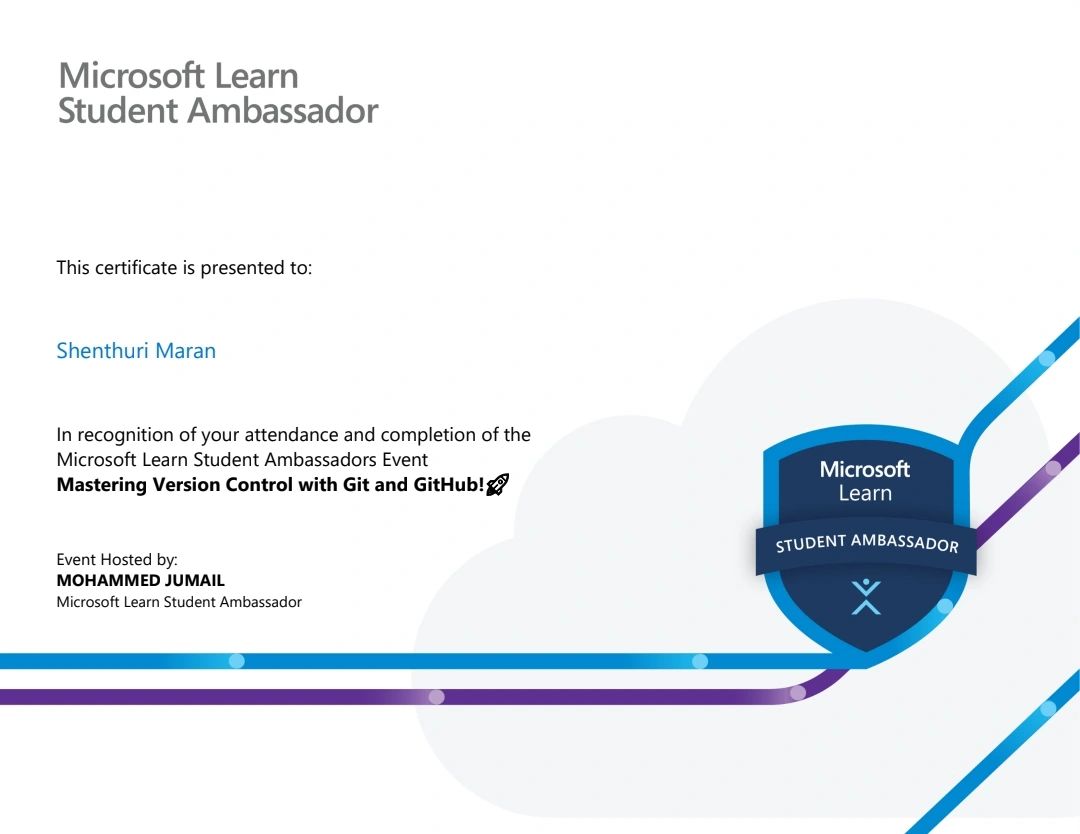 Microsoft Learn
Student Ambassador
This certificate is presented to:
Shenthuri Maran
In recognition of your attendance and completion of the
Microsoft Learn Student Ambassadors Event
Mastering Version Control with Git and GitHub!🚀
Event Hosted by:
MOHAMMED JUMAIL
Microsoft Learn Student Ambassador
Microsoft
Learn
STUDENT AMBASSADOR